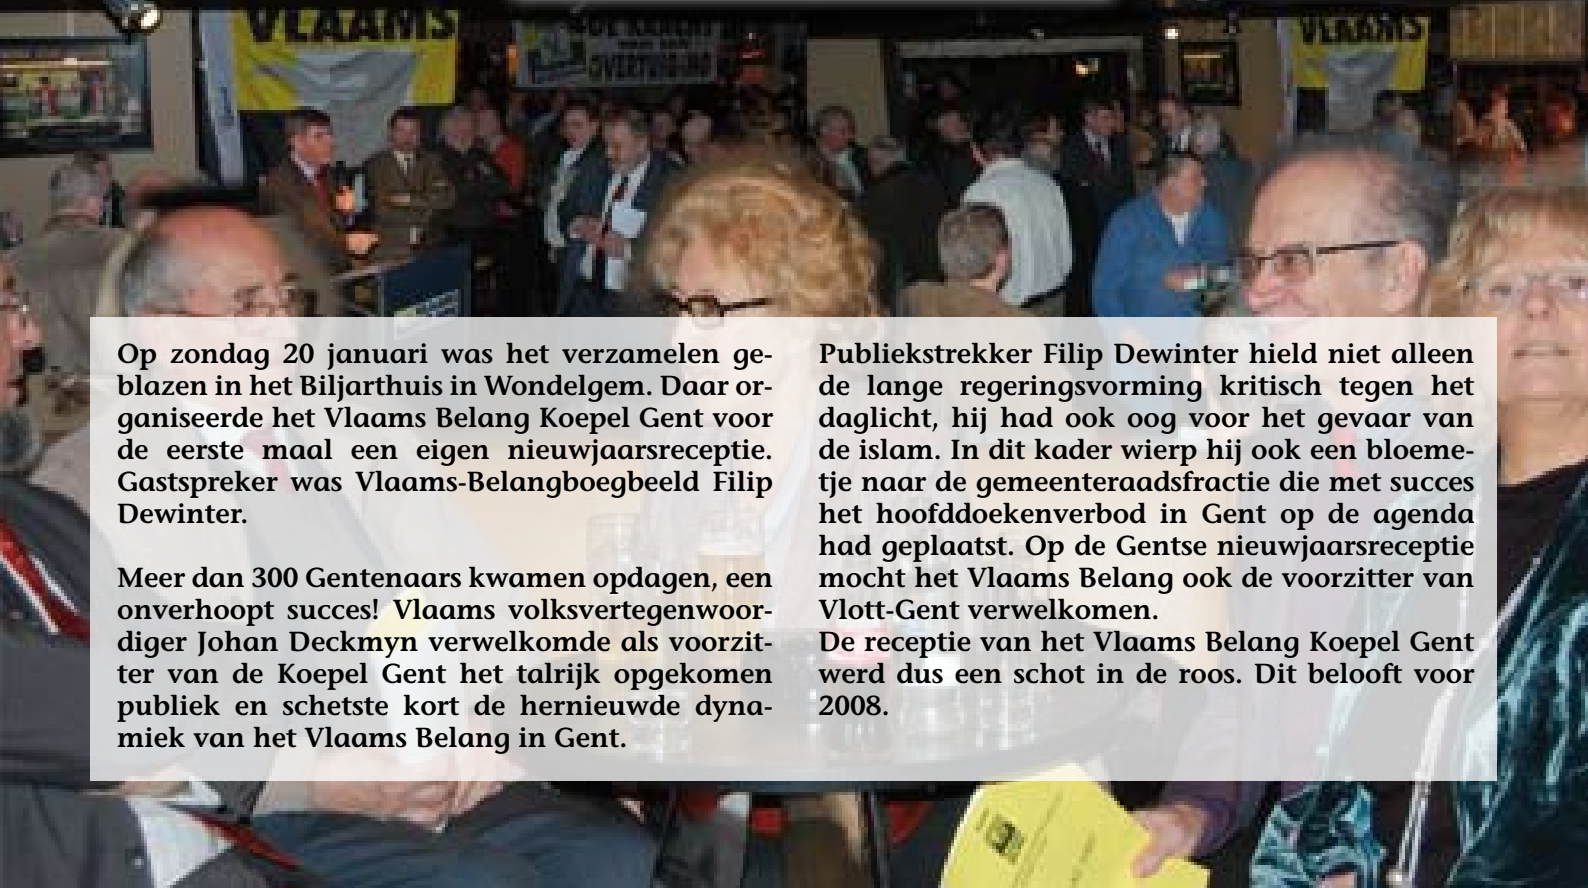 VLAAMS
VLAAMS
OVERTUIGING
Op zondag 20 januari was het verzamelen ge-
blazen in het Biljarthuis in Wondelgem. Daar or-
ganiseerde het Vlaams Belang Koepel Gent voor
de eerste maal een eigen nieuwjaarsreceptie.
Gastspreker was Vlaams-Belangboegbeeld Filip
Dewinter.
Meer dan 300 Gentenaars kwamen opdagen, een
onverhoopt succes! Vlaams volksvertegenwoor-
diger Johan Deckmyn verwelkomde als voorzit-
ter van de Koepel Gent het talrijk opgekomen
publiek en schetste kort de hernieuwde dyna-
miek van het Vlaams Belang in Gent.
Publiekstrekker Filip Dewinter hield niet alleen
de lange regeringsvorming kritisch tegen het
daglicht, hij had ook oog voor het gevaar van
de islam. In dit kader wierp hij ook een bloeme-
tje naar de gemeenteraadsfractie die met succes
het hoofddoekenverbod in Gent op de agenda
had geplaatst. Op de Gentse nieuwjaarsreceptie
mocht het Vlaams Belang ook de voorzitter van
Vlott-Gent verwelkomen.
De receptie van het Vlaams Belang Koepel Gent
werd dus een schot in de roos. Dit belooft voor
2008.